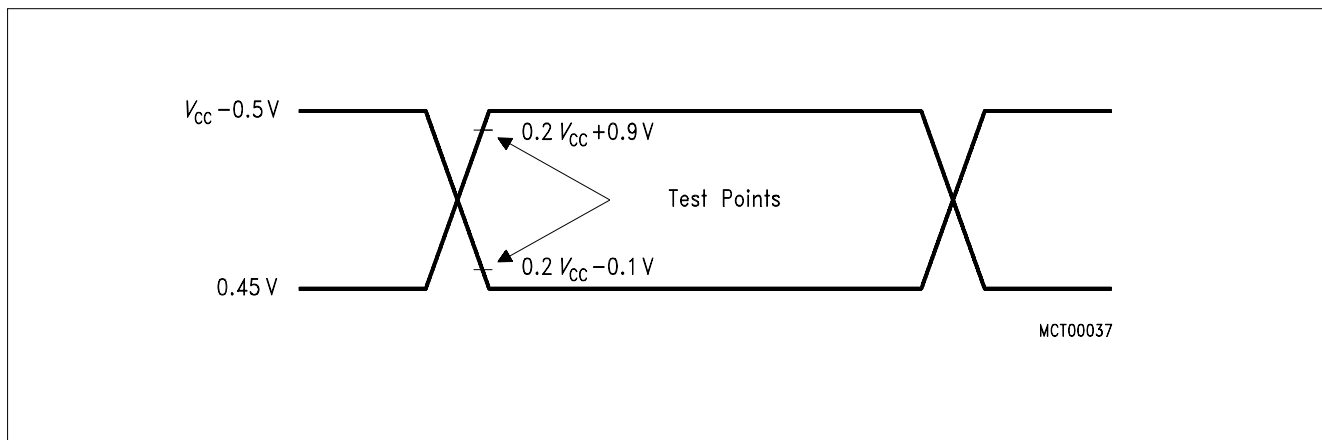 V_CC −0.5 V
0.2 V_CC +0.9 V
Test Points
0.2 V_CC −0.1 V
0.45 V
MCT00037